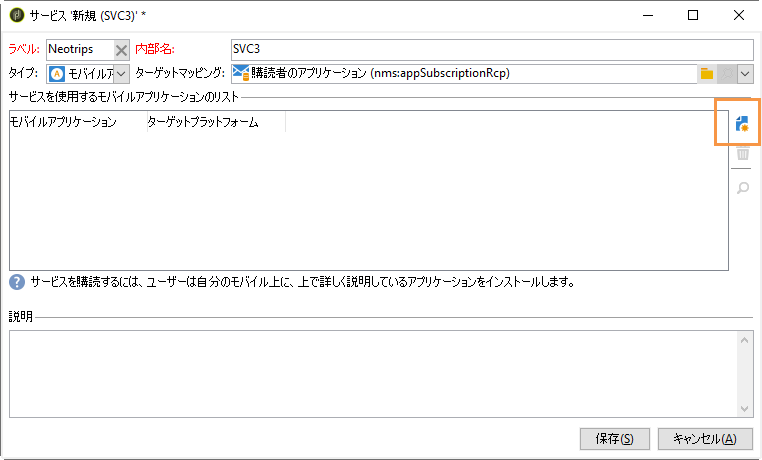 サービス '新規 (SVC3)' *
ラベル: Neotrips 内部名: SVC3
タイプ: モバイルア ターゲットマッピング: 購読者のアプリケーション (nms:appSubscriptionRcp)
サービスを使用するモバイルアプリケーションのリスト
モバイルアプリケーション ターゲットプラットフォーム
サービスを購読するには、ユーザーは自分のモバイル上に、上で詳しく説明しているアプリケーションをインストールします。
説明
保存(S) キャンセル(A)